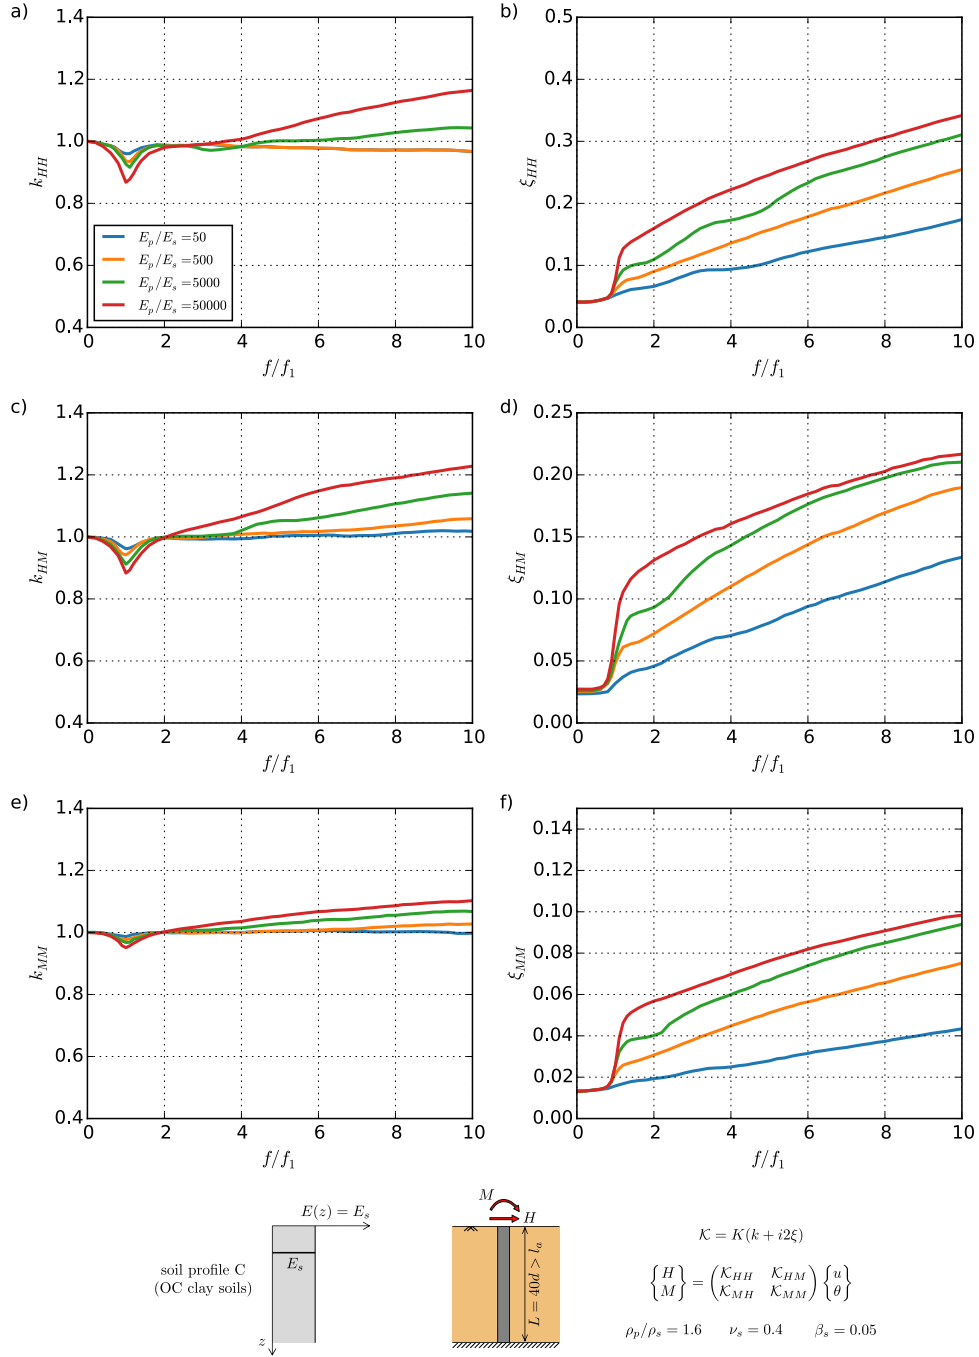 a)
1.4
1.2
1.0
0.8
0.6
0.4
k_HH
E_p/E_s = 50
E_p/E_s = 500
E_p/E_s = 5000
E_p/E_s = 50000
0 2 4 6 8 10
f/f_1
b)
0.5
0.4
0.3
0.2
0.1
0.0
ξ_HH
0 2 4 6 8 10
f/f_1
c)
1.4
1.2
1.0
0.8
0.6
0.4
k_HM
0 2 4 6 8 10
f/f_1
d)
0.25
0.20
0.15
0.10
0.05
0.00
ξ_HM
0 2 4 6 8 10
f/f_1
e)
1.4
1.2
1.0
0.8
0.6
0.4
k_MM
0 2 4 6 8 10
f/f_1
f)
0.14
0.12
0.10
0.08
0.06
0.04
0.02
0.00
ξ_MM
0 2 4 6 8 10
f/f_1
E(z) = E_s
E_s
soil profile C
(OC clay soils)
z
M
H
L = 40d > l_a
𝒦 = K(k + i2ξ)
{H M} = (𝒦_HH 𝒦_HM 𝒦_MH 𝒦_MM) {u θ}
ρ_p/ρ_s = 1.6 ν_s = 0.4 β_s = 0.05